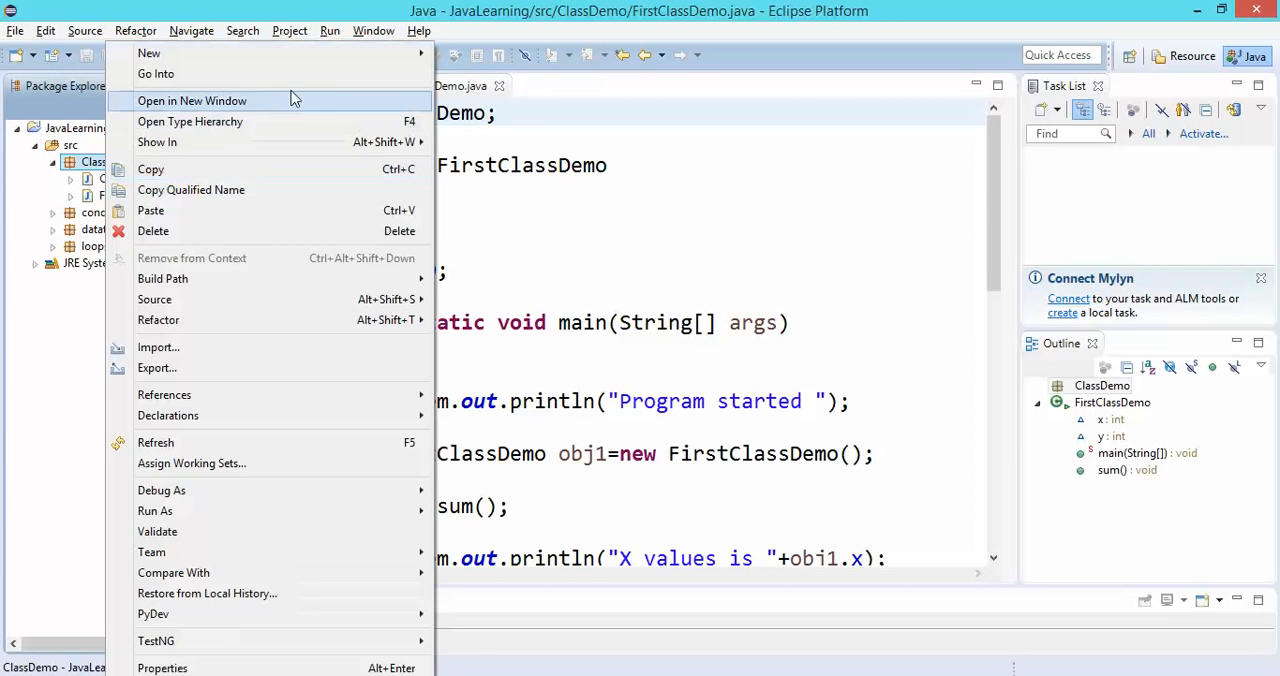 Java - JavaLearning/src/ClassDemo/FirstClassDemo.java - Eclipse Platform
File Edit Source Refactor Navigate Search Project Run Window Help
Quick Access Resource Java
Package Explore
JavaLearning
src
Class
C
F
cond
datat
loops
JRE Syste
New
Go Into
Open in New Window
Open Type Hierarchy F4
Show In Alt+Shift+W
Copy Ctrl+C
Copy Qualified Name
Paste Ctrl+V
Delete Delete
Remove from Context Ctrl+Alt+Shift+Down
Build Path
Source Alt+Shift+S
Refactor Alt+Shift+T
Import...
Export...
References
Declarations
Refresh F5
Assign Working Sets...
Debug As
Run As
Validate
Team
Compare With
Restore from Local History...
PyDev
TestNG
Properties Alt+Enter
Demo.java
Demo;
FirstClassDemo
;
atic void main(String[] args)
m.out.println("Program started ");
ClassDemo obj1=new FirstClassDemo();
sum();
m.out.println("X values is "+obj1.x);
Task List
Find All Activate...
Connect Mylyn
Connect to your task and ALM tools or
create a local task.
Outline
ClassDemo
FirstClassDemo
x : int
y : int
main(String[]) : void
sum() : void
ClassDemo - JavaLea